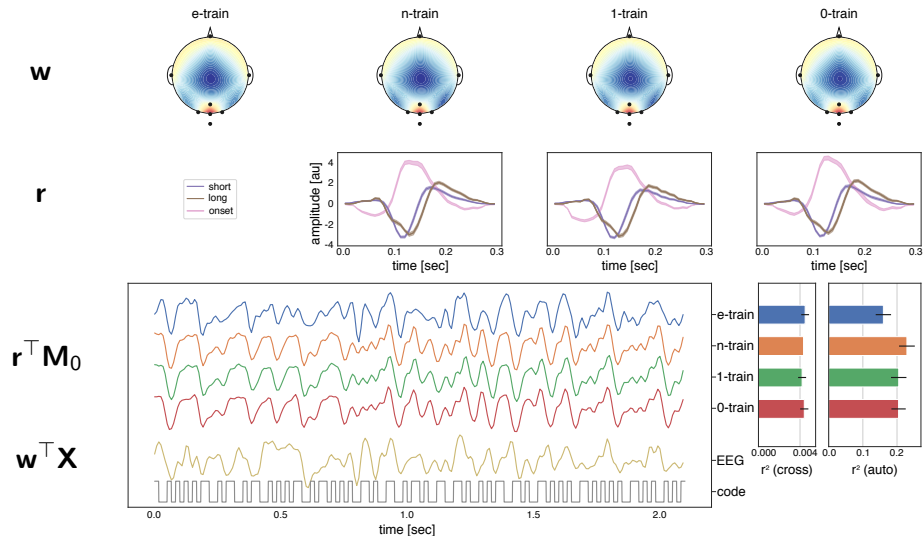 e-train n-train 1-train 0-train
w
r
short
long
onset
amplitude [au]
4
2
0
-2
-4
0.0 0.1 0.2 0.3
time [sec]
0.0 0.1 0.2 0.3
time [sec]
0.0 0.1 0.2 0.3
time [sec]
r⊤M₀
w⊤X
e-train
n-train
1-train
0-train
EEG
code
0.0 0.5 1.0 1.5 2.0
time [sec]
0.000 0.004
r² (cross)
0.0 0.1 0.2
r² (auto)